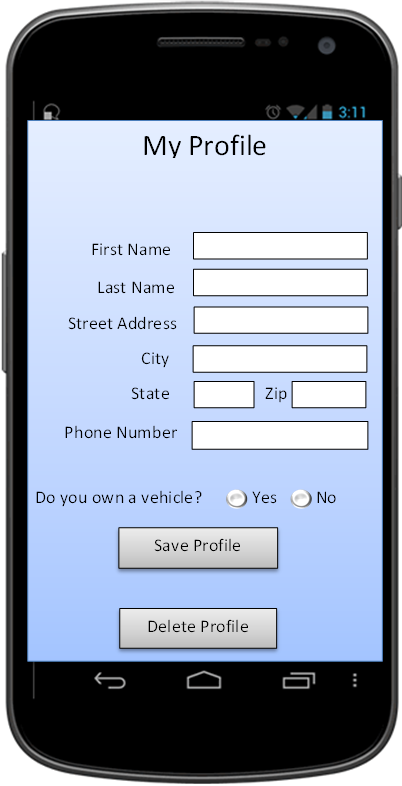 3:11
My Profile
First Name
Last Name
Street Address
City
State Zip
Phone Number
Do you own a vehicle? Yes No
Save Profile
Delete Profile